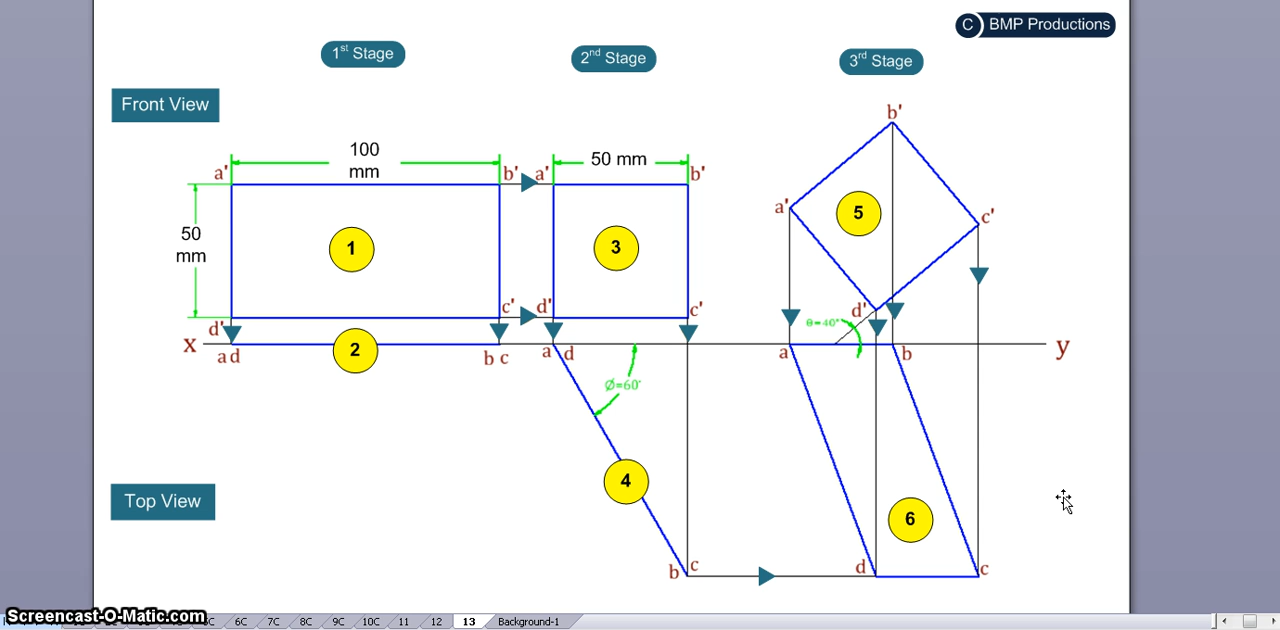 C BMP Productions
1st Stage
2nd Stage
3rd Stage
Front View
100
mm
50 mm
50
mm
a'
b'
a'
b'
b'
a'
c'
1
3
5
d'
c'
d'
c'
d'
θ=40°
x
y
a d
2
b c
a d
a
b
Ø=60°
4
6
Top View
b c
d
c
Screencast-O-Matic.com
6C
7C
8C
9C
10C
11
12
13
Background-1